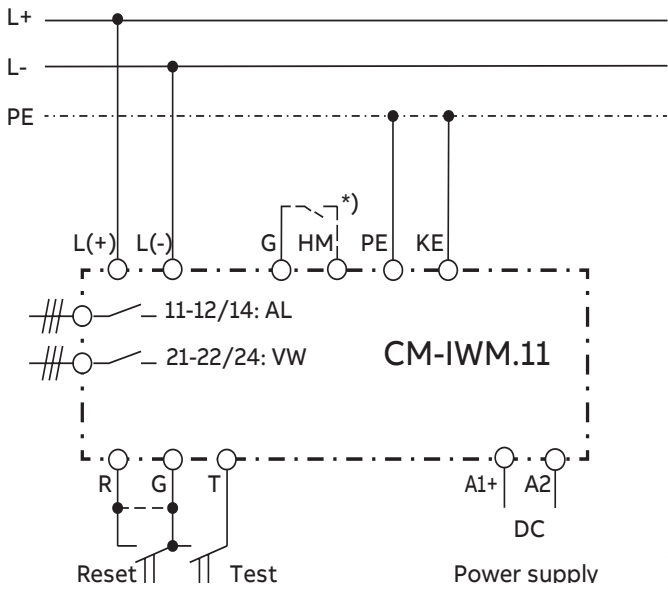 L+
L-
PE
*)
L(+) L(-) G HM PE KE
11-12/14: AL
21-22/24: VW
CM-IWM.11
R G T A1+ A2
DC
Reset Test Power supply